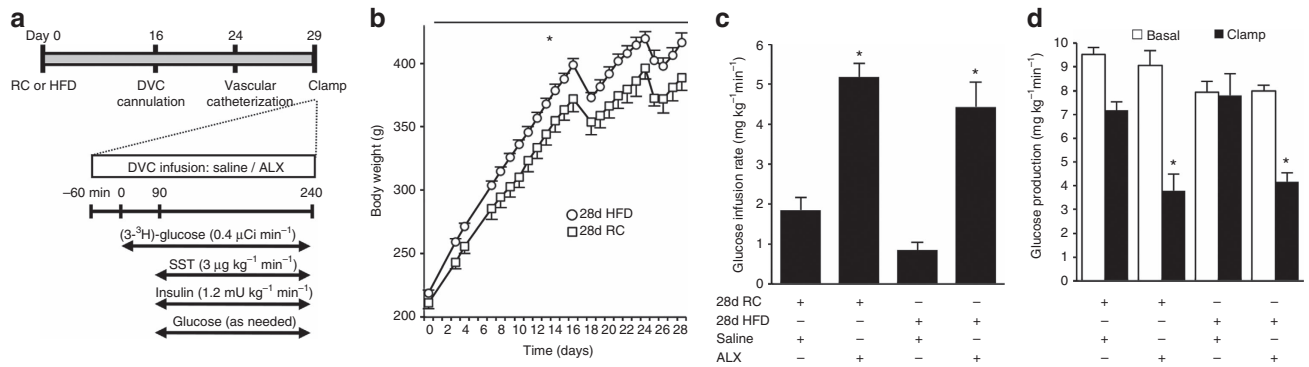 a
Day 0 16 24 29
RC or HFD DVC cannulation Vascular catheterization Clamp
DVC infusion: saline / ALX
–60 min 0 90 240
(3-³H)-glucose (0.4 µCi min⁻¹)
SST (3 µg kg⁻¹ min⁻¹)
Insulin (1.2 mU kg⁻¹ min⁻¹)
Glucose (as needed)
b
*
Body weight (g)
400
350
300
250
200
28d HFD
28d RC
0 2 4 6 8 10 12 14 16 18 20 22 24 26 28
Time (days)
c
Glucose infusion rate (mg kg⁻¹min⁻¹)
6
5
4
3
2
1
0
* *
28d RC + + – –
28d HFD – – + +
Saline + – + –
ALX – + – +
d
Basal Clamp
Glucose production (mg kg⁻¹min⁻¹)
10
9
8
7
6
5
4
3
2
1
0
* *
+ + – –
– – + +
+ – + –
– + – +